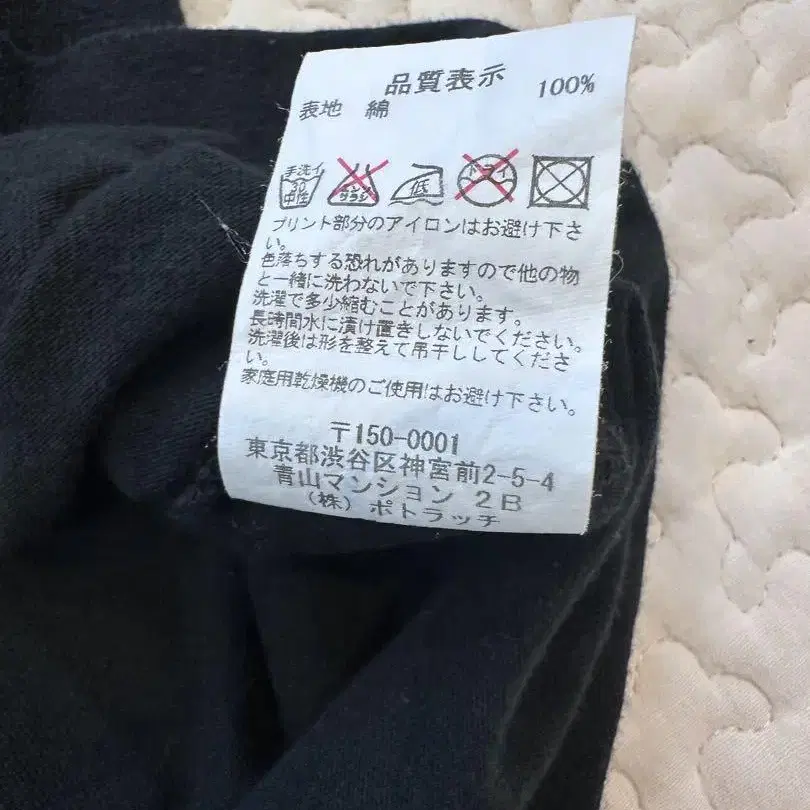 品質表示
表地 綿 100%
手洗イ 30 中性 エンソ サラシ 低 ドライ
プリント部分のアイロンはお避け下さ
い。
色落ちする恐れがありますので他の物
と一緒に洗わないで下さい。
洗濯で多少縮むことがあります。
長時間水に漬け置きしないでください。
洗濯後は形を整えて吊干ししてくださ
い。
家庭用乾燥機のご使用はお避け下さい。
〒150-0001
東京都渋谷区神宮前2-5-4
青山マンション 2B
(株) ポトラッチ